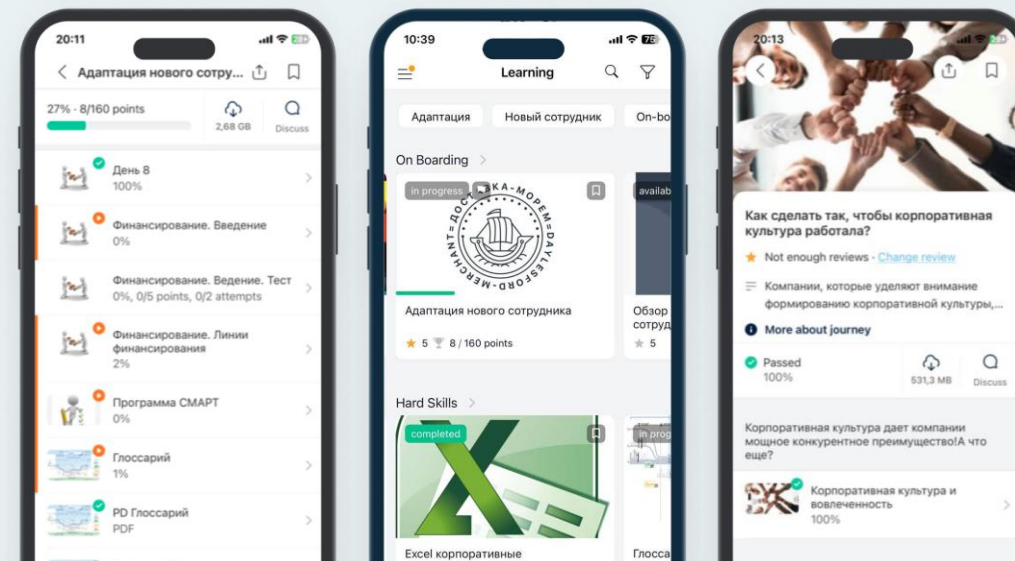 20:11
Адаптация нового сотру...
27% - 8/160 points
2,68 GB
Discuss
День 8
100%
Финансирование. Введение
0%
Финансирование. Ведение. Тест
0%, 0/5 points, 0/2 attempts
Финансирование. Линии
финансирования
2%
Программа СМАРТ
0%
Глоссарий
1%
PD Глоссарий
PDF
10:39
Learning
Адаптация
Новый сотрудник
On-bo
On Boarding
in progress
availab
ДОСТАВКА-МОРЕМ=DAYLESFORD-MERCHANT=
Адаптация нового сотрудника
5 8 / 160 points
Обзор
сотруд
5
Hard Skills
completed
in prog
Excel корпоративные
Глосса
20:13
Как сделать так, чтобы корпоративная
культура работала?
Not enough reviews - Change review
Компании, которые уделяют внимание
формированию корпоративной культуры,...
More about journey
Passed
100%
531,3 MB
Discuss
Корпоративная культура дает компании
мощное конкурентное преимущество!А что
еще?
Корпоративная культура и
вовлеченность
100%